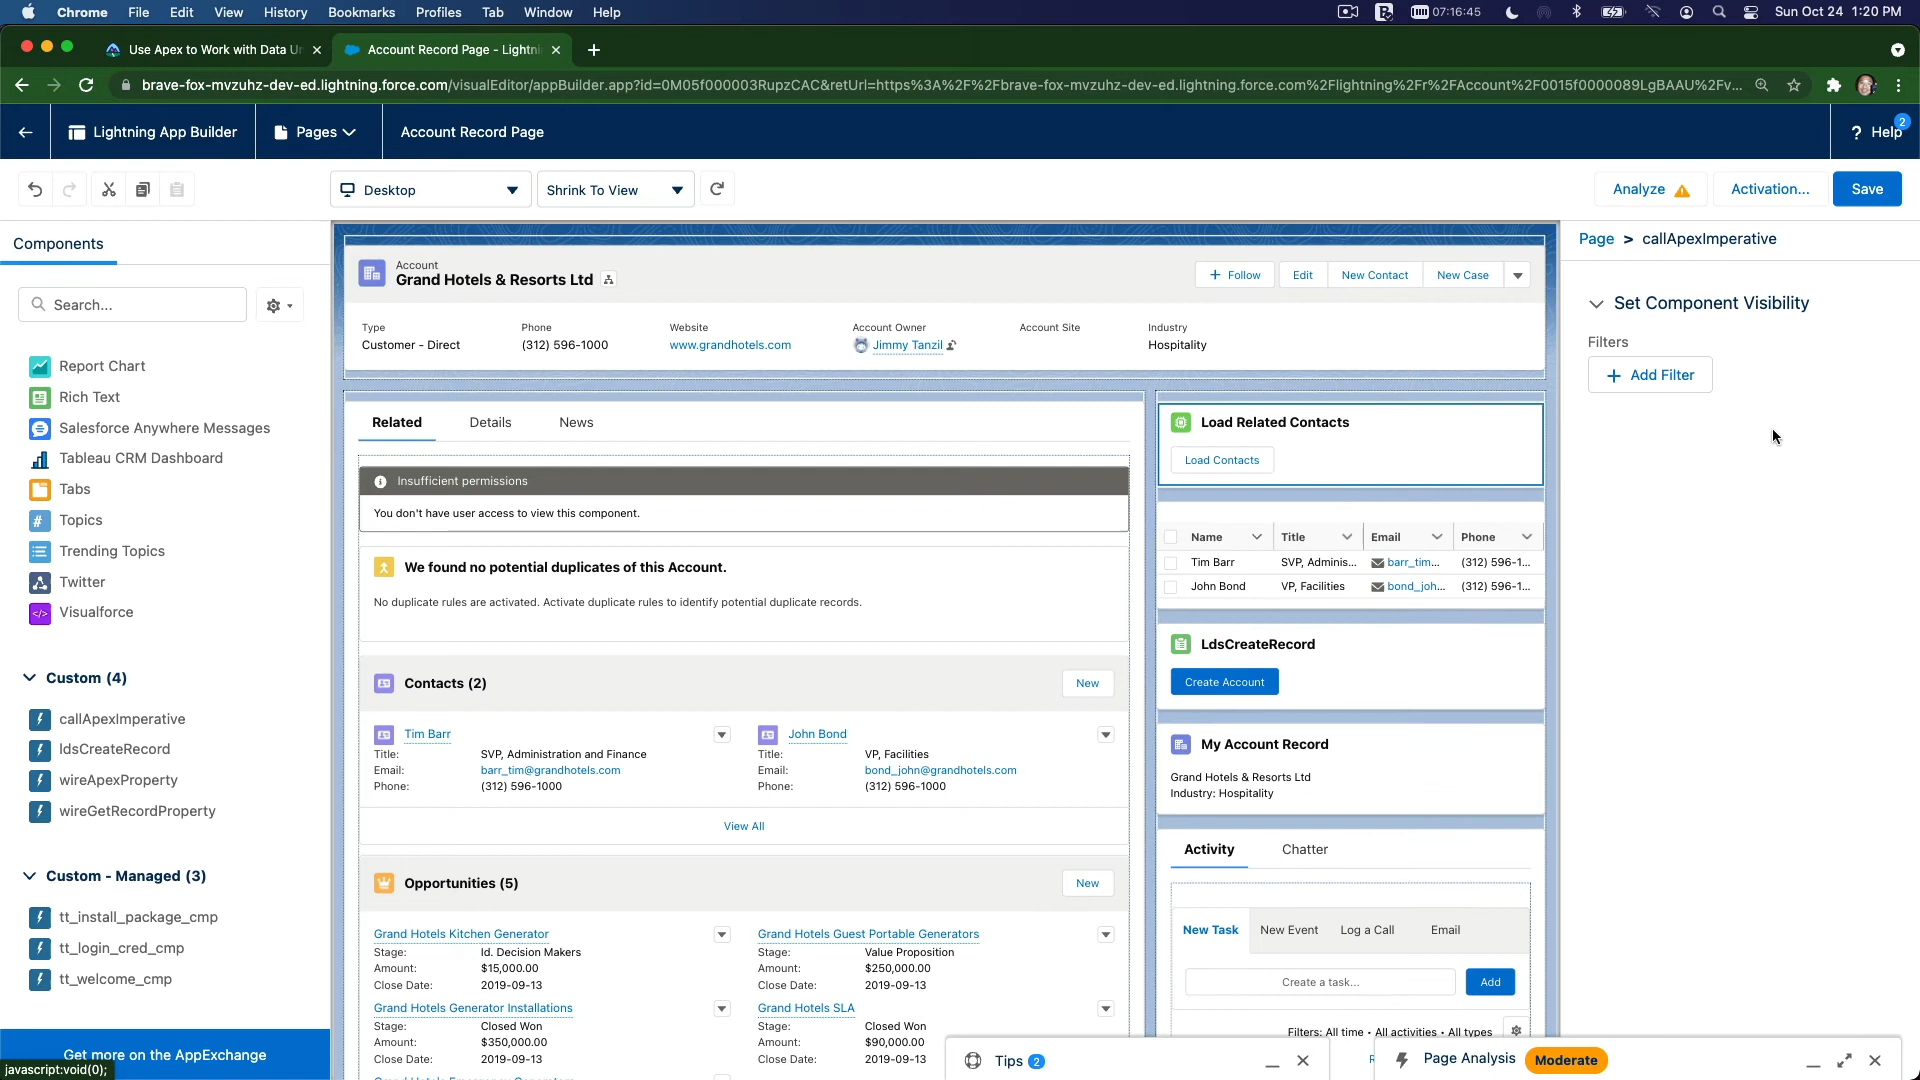 Chrome File Edit View History Bookmarks Profiles Tab Window Help 07:16:45 Sun Oct 24 1:20 PM
Use Apex to Work with Data Un Account Record Page - Lightni
brave-fox-mvzuhz-dev-ed.lightning.force.com/visualEditor/appBuilder.app?id=0M05f000003RupzCAC&retUrl=https%3A%2F%2Fbrave-fox-mvzuhz-dev-ed.lightning.force.com%2Flightning%2Fr%2FAccount%2F0015f0000089LgBAAU%2Fv...
Lightning App Builder Pages Account Record Page ? Help 2
Desktop Shrink To View Analyze Activation... Save
Components
Search...
Report Chart
Rich Text
Salesforce Anywhere Messages
Tableau CRM Dashboard
Tabs
Topics
Trending Topics
Twitter
Visualforce
Custom (4)
callApexImperative
ldsCreateRecord
wireApexProperty
wireGetRecordProperty
Custom - Managed (3)
tt_install_package_cmp
tt_login_cred_cmp
tt_welcome_cmp
Get more on the AppExchange
javascript:void(0);
Account
Grand Hotels & Resorts Ltd
+ Follow Edit New Contact New Case
Type Phone Website Account Owner Account Site Industry
Customer - Direct (312) 596-1000 www.grandhotels.com Jimmy Tanzil Hospitality
Related Details News
Insufficient permissions
You don't have user access to view this component.
We found no potential duplicates of this Account.
No duplicate rules are activated. Activate duplicate rules to identify potential duplicate records.
Contacts (2) New
Tim Barr John Bond
Title: SVP, Administration and Finance Title: VP, Facilities
Email: barr_tim@grandhotels.com Email: bond_john@grandhotels.com
Phone: (312) 596-1000 Phone: (312) 596-1000
View All
Opportunities (5) New
Grand Hotels Kitchen Generator Grand Hotels Guest Portable Generators
Stage: Id. Decision Makers Stage: Value Proposition
Amount: $15,000.00 Amount: $250,000.00
Close Date: 2019-09-13 Close Date: 2019-09-13
Grand Hotels Generator Installations Grand Hotels SLA
Stage: Closed Won Stage: Closed Won
Amount: $350,000.00 Amount: $90,000.00
Close Date: 2019-09-13 Close Date: 2019-09-13
Load Related Contacts
Load Contacts
Name Title Email Phone
Tim Barr SVP, Adminis... barr_tim... (312) 596-1...
John Bond VP, Facilities bond_joh... (312) 596-1...
LdsCreateRecord
Create Account
My Account Record
Grand Hotels & Resorts Ltd
Industry: Hospitality
Activity Chatter
New Task New Event Log a Call Email
Create a task... Add
Filters: All time • All activities • All types
Tips 2
Page Analysis Moderate
Page > callApexImperative
Set Component Visibility
Filters
+ Add Filter